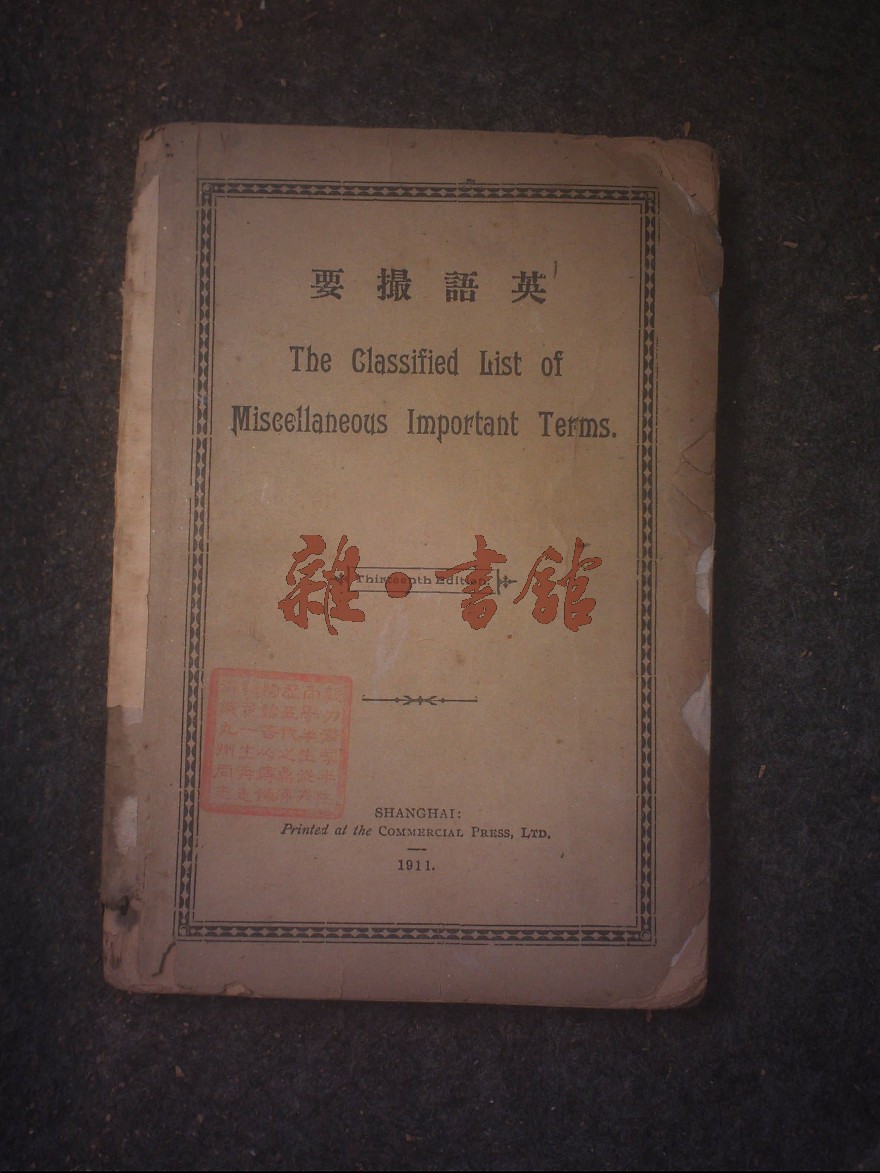 英語撮要
The Classified List of
Miscellaneous Important Terms.
Thirteenth Edition.
雜·書館
SHANGHAI:
Printed at the COMMERCIAL PRESS, LTD.
1911.